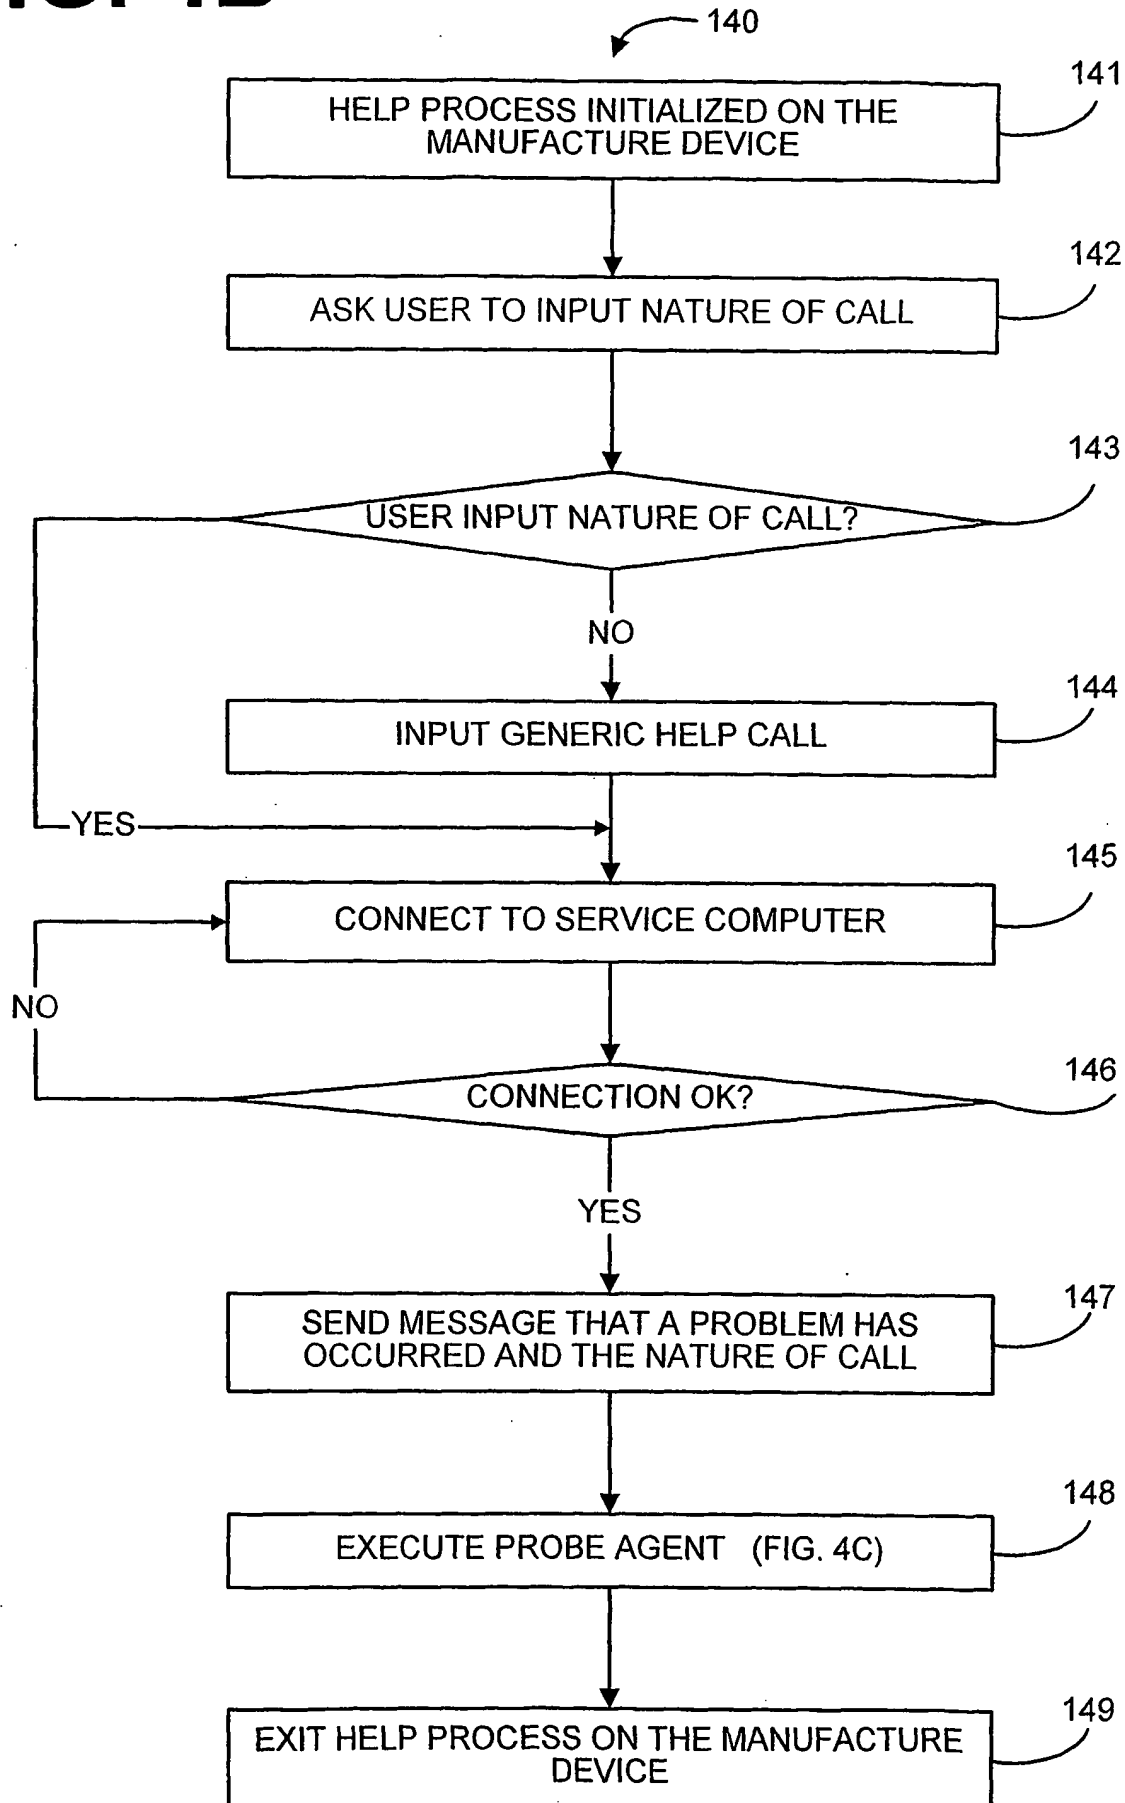 140
141
HELP PROCESS INITIALIZED ON THE
MANUFACTURE DEVICE
142
ASK USER TO INPUT NATURE OF CALL
143
USER INPUT NATURE OF CALL?
NO
144
INPUT GENERIC HELP CALL
YES
145
CONNECT TO SERVICE COMPUTER
NO
146
CONNECTION OK?
YES
147
SEND MESSAGE THAT A PROBLEM HAS
OCCURRED AND THE NATURE OF CALL
148
EXECUTE PROBE AGENT (FIG. 4C)
149
EXIT HELP PROCESS ON THE MANUFACTURE
DEVICE